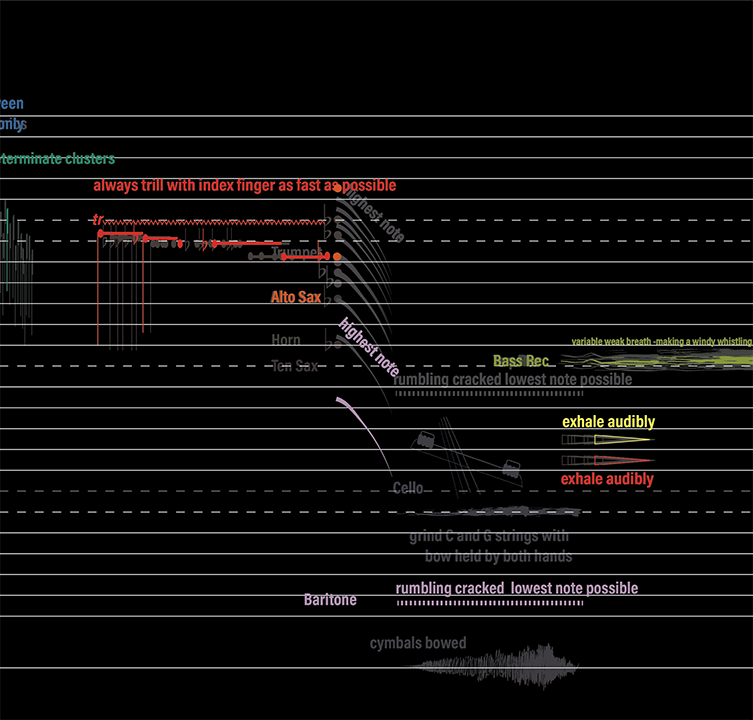 een
only
terminate clusters
always trill with index finger as fast as possible
highest note
tr
Trumpet
Alto Sax
highest note
Horn
variable weak breath -making a windy whistling
Bass Rec
Ten Sax
rumbling cracked lowest note possible
exhale audibly
exhale audibly
Cello
grind C and G strings with
bow held by both hands
rumbling cracked lowest note possible
Baritone
cymbals bowed